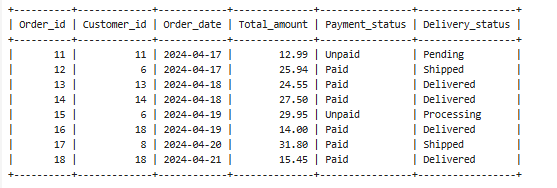 +----------+-------------+------------+--------------+----------------+-----------------+
| Order_id | Customer_id | Order_date | Total_amount | Payment_status | Delivery_status |
+----------+-------------+------------+--------------+----------------+-----------------+
|       11 |          11 | 2024-04-17 |        12.99 | Unpaid         | Pending         |
|       12 |           6 | 2024-04-17 |        25.94 | Paid           | Shipped         |
|       13 |          13 | 2024-04-18 |        24.55 | Paid           | Delivered       |
|       14 |          14 | 2024-04-18 |        27.50 | Paid           | Delivered       |
|       15 |           6 | 2024-04-19 |        29.95 | Unpaid         | Processing      |
|       16 |          18 | 2024-04-19 |        14.00 | Paid           | Delivered       |
|       17 |           8 | 2024-04-20 |        31.80 | Paid           | Shipped         |
|       18 |          18 | 2024-04-21 |        15.45 | Paid           | Delivered       |
+----------+-------------+------------+--------------+----------------+-----------------+